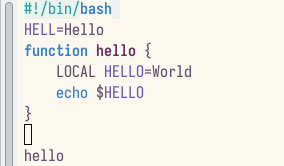 #!/bin/bash
HELL=Hello
function hello {
    LOCAL HELLO=World
    echo $HELLO
}
hello